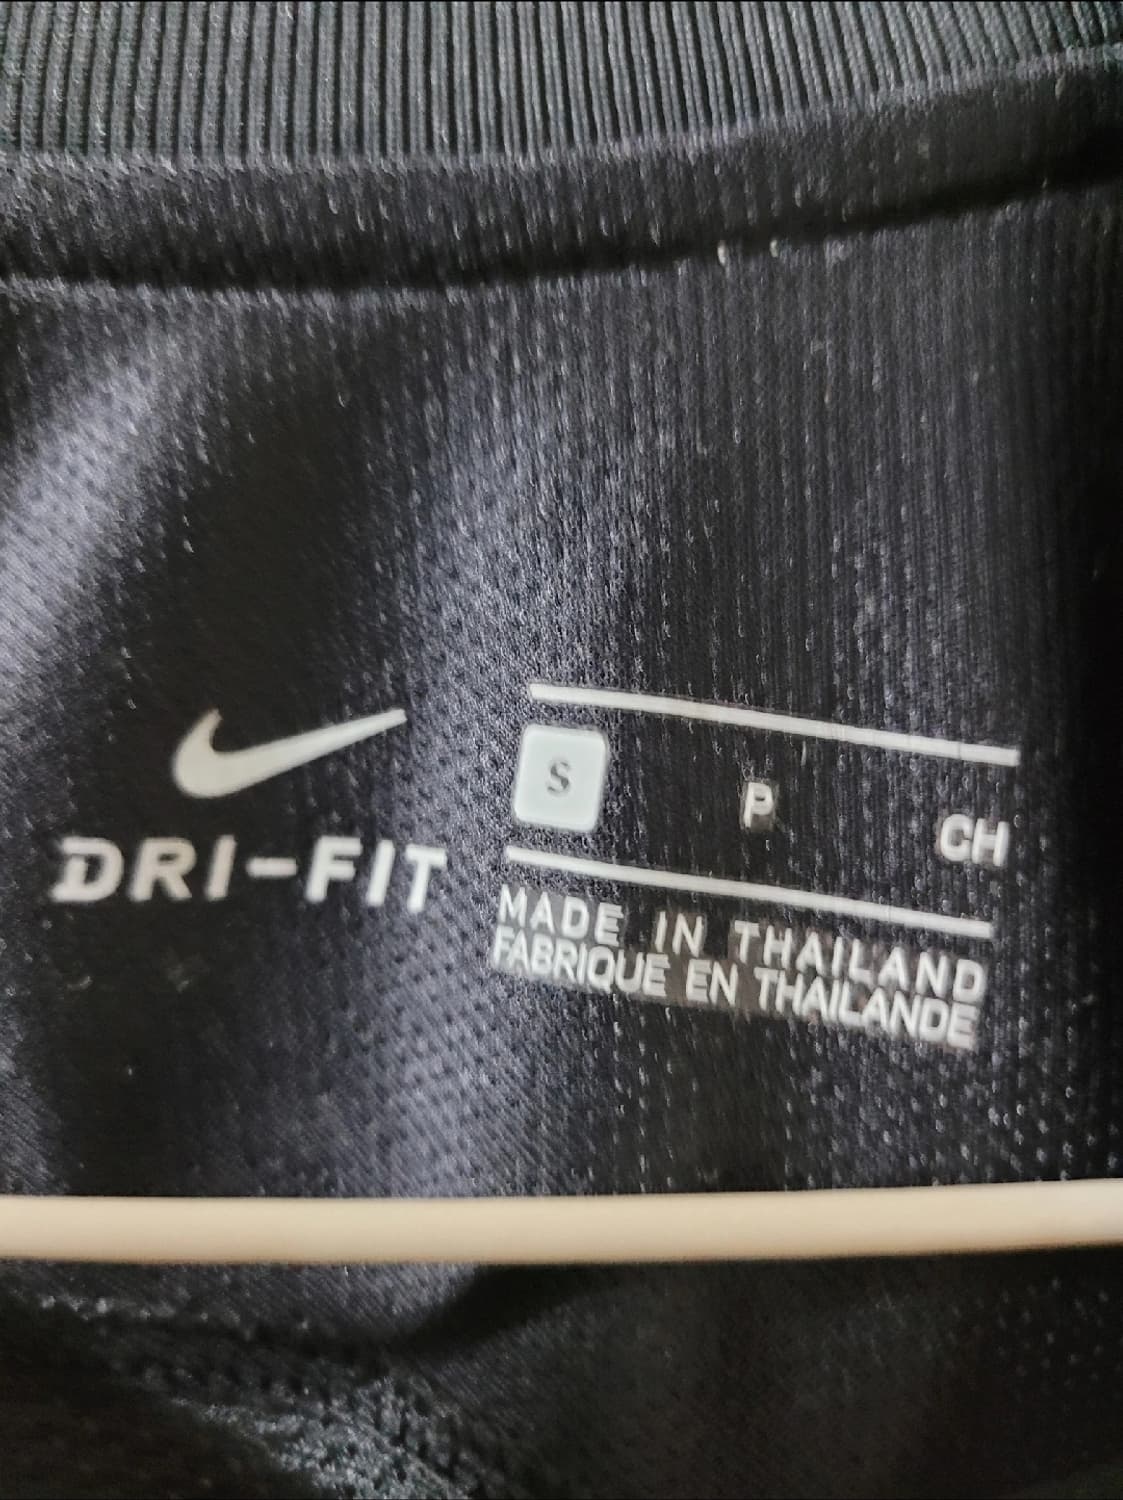 DRI-FIT
S P CH
MADE IN THAILAND
FABRIQUE EN THAILANDE